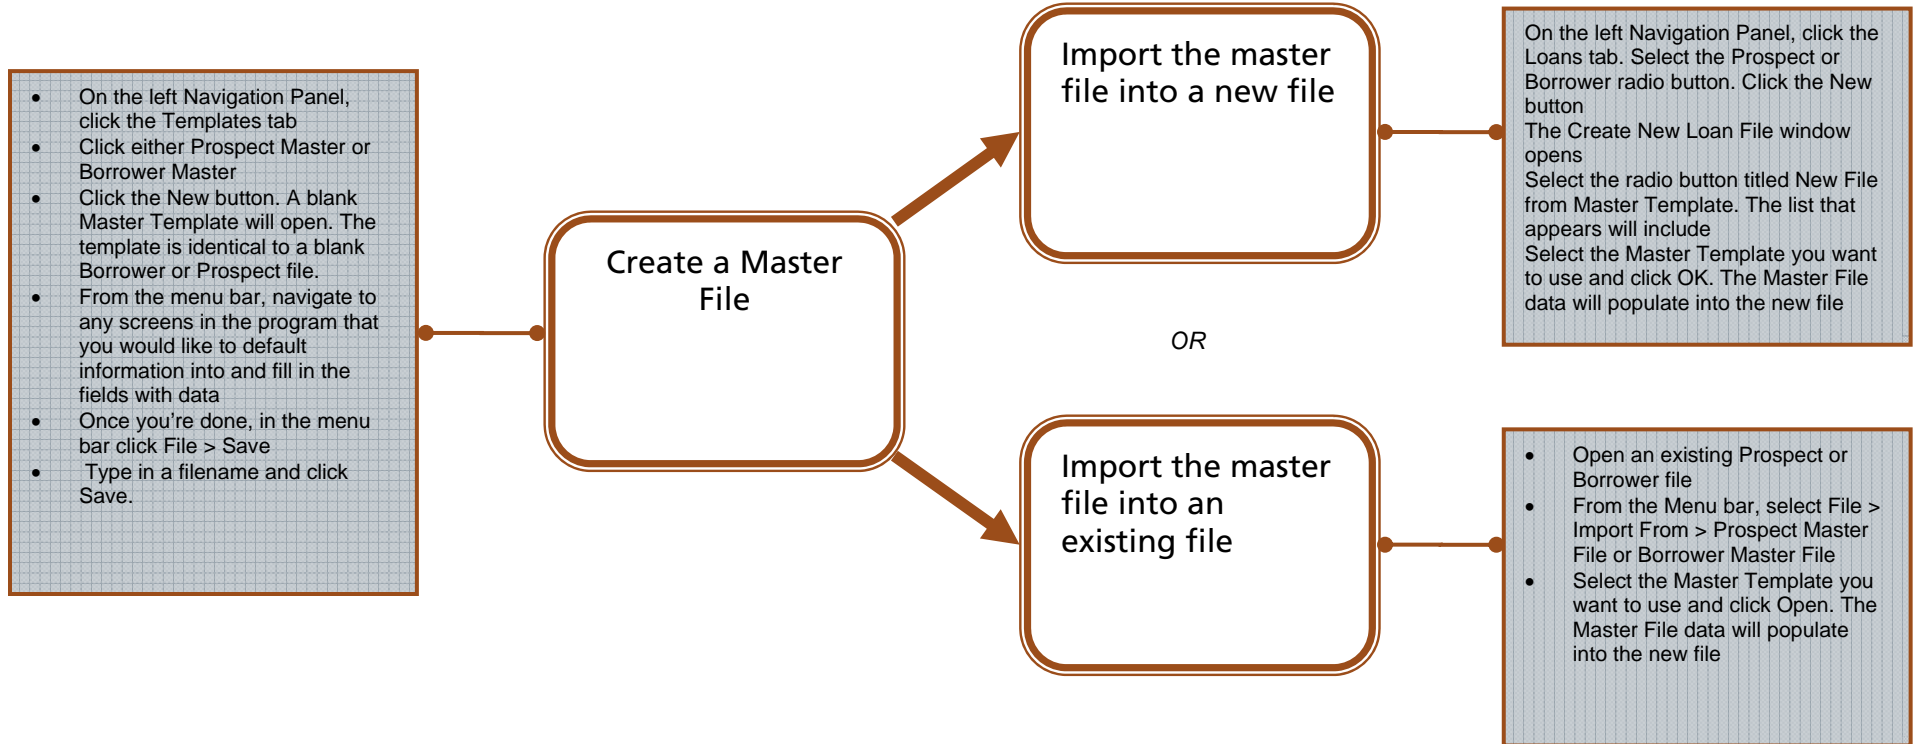 • On the left Navigation Panel,
click the Templates tab
• Click either Prospect Master or
Borrower Master
• Click the New button. A blank
Master Template will open. The
template is identical to a blank
Borrower or Prospect file.
• From the menu bar, navigate to
any screens in the program that
you would like to default
information into and fill in the
fields with data
• Once you’re done, in the menu
bar click File > Save
• Type in a filename and click
Save.
Create a Master
File
Import the master
file into a new file
On the left Navigation Panel, click the
Loans tab. Select the Prospect or
Borrower radio button. Click the New
button
The Create New Loan File window
opens
Select the radio button titled New File
from Master Template. The list that
appears will include
Select the Master Template you want
to use and click OK. The Master File
data will populate into the new file
OR
Import the master
file into an
existing file
• Open an existing Prospect or
Borrower file
• From the Menu bar, select File >
Import From > Prospect Master
File or Borrower Master File
• Select the Master Template you
want to use and click Open. The
Master File data will populate
into the new file